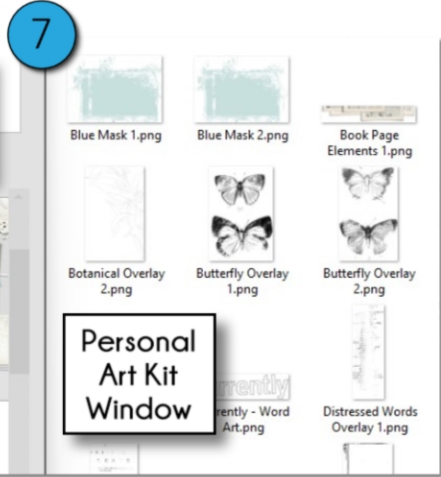 7
Blue Mask 1.png
Blue Mask 2.png
Book Page
Elements 1.png
Botanical Overlay
2.png
Butterfly Overlay
1.png
Butterfly Overlay
2.png
Personal
Art Kit
Window
rrently
rently - Word
Art.png
Distressed Words
Overlay 1.png